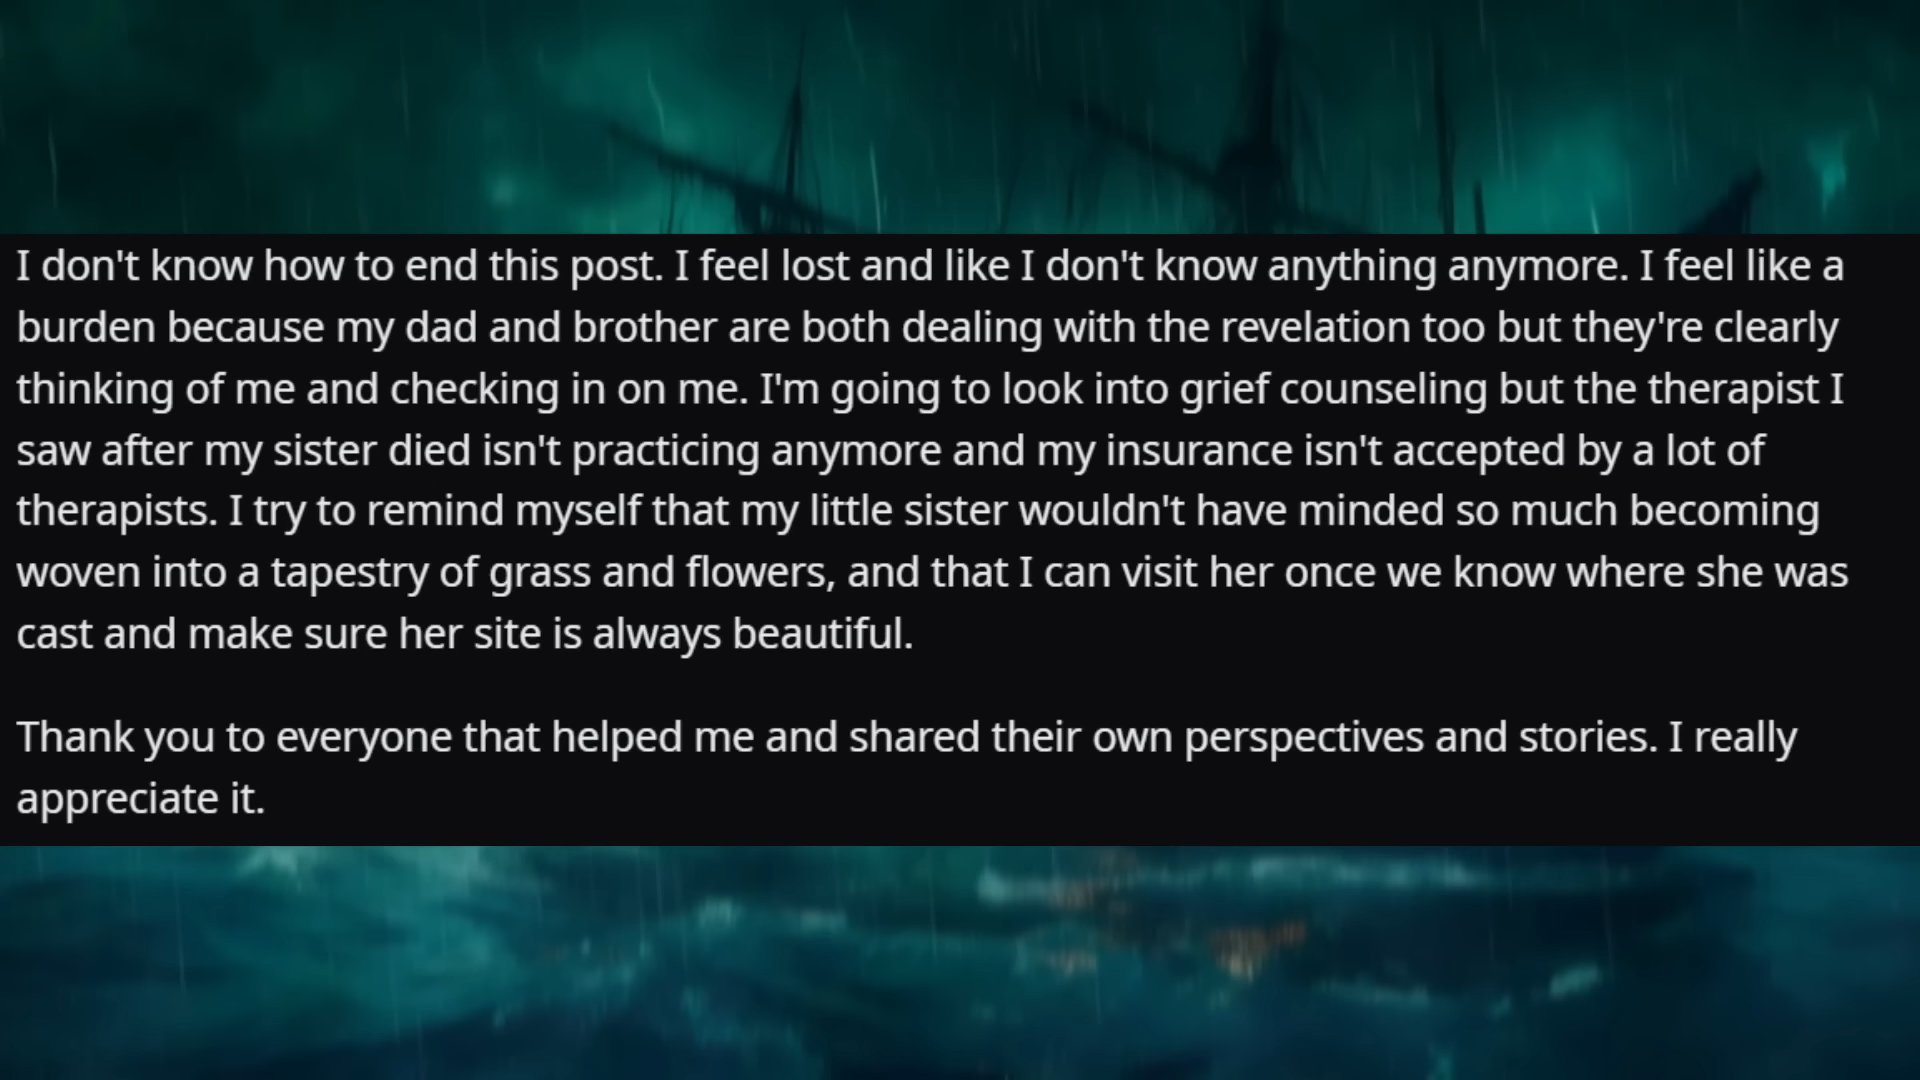 I don't know how to end this post. I feel lost and like I don't know anything anymore. I feel like a
burden because my dad and brother are both dealing with the revelation too but they're clearly
thinking of me and checking in on me. I'm going to look into grief counseling but the therapist I
saw after my sister died isn't practicing anymore and my insurance isn't accepted by a lot of
therapists. I try to remind myself that my little sister wouldn't have minded so much becoming
woven into a tapestry of grass and flowers, and that I can visit her once we know where she was
cast and make sure her site is always beautiful.
Thank you to everyone that helped me and shared their own perspectives and stories. I really
appreciate it.